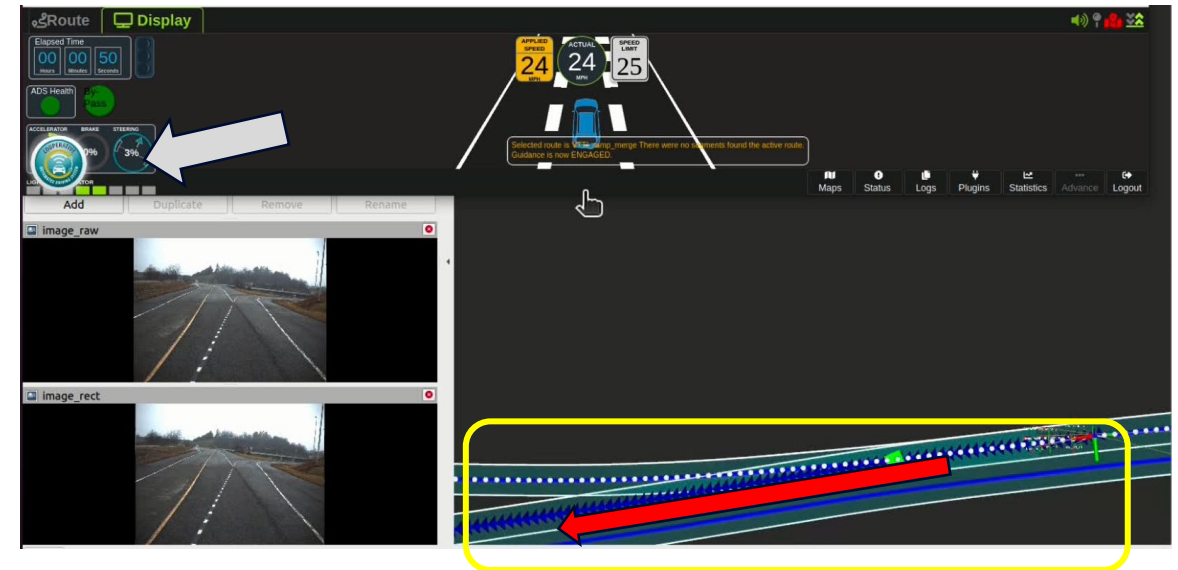 Route
Display
Elapsed Time
00 00 50
Hours Minutes Seconds
ADS Health
By-
Pass
ACCELERATOR BRAKE STEERING
0% 3%
COOPERATIVE
APPLIED
SPEED
24
MPH
ACTUAL
24
MPH
SPEED
LIMIT
25
Selected route is There were no segments found the active route.
Guidance is now ENGAGED.
Maps Status Logs Plugins Statistics Advance Logout
Add Duplicate Remove Rename
image_raw
image_rect